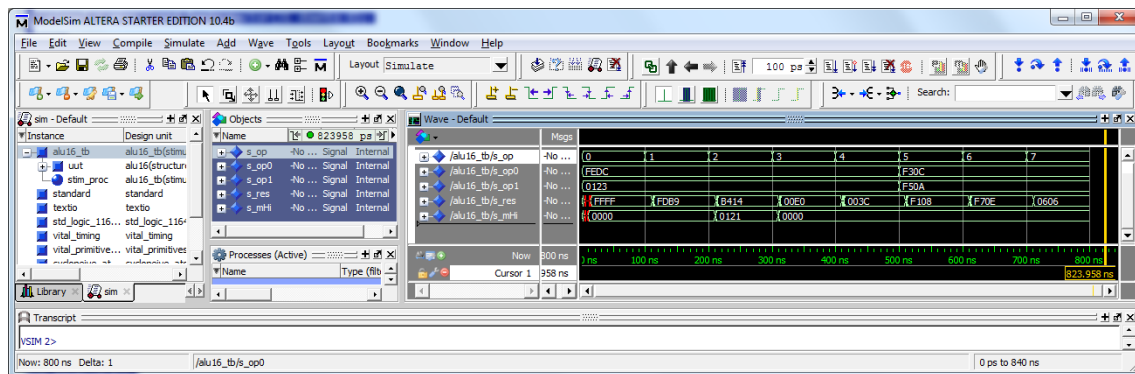 ModelSim ALTERA STARTER EDITION 10.4b
File Edit View Compile Simulate Add Wave Tools Layout Bookmarks Window Help
Layout Simulate
100 ps
Search:
sim - Default
Instance Design unit
alu16_tb alu16_tb(stimu
uut alu16(structur
stim_proc alu16_tb(stimu
standard standard
textio textio
std_logic_116... std_logic_116
vital_timing vital_timing
vital_primitive... vital_primitives
Library sim
Objects
Name 823958 ps
s_op -No ... Signal Internal
s_op0 -No ... Signal Internal
s_op1 -No ... Signal Internal
s_res -No ... Signal Internal
s_mHi -No ... Signal Internal
Processes (Active)
Name Type (filt
Wave - Default
Msgs
/alu16_tb/s_op -No ... 0 1 2 3 4 5 6 7
/alu16_tb/s_op0 -No ... FEDC F30C
/alu16_tb/s_op1 -No ... 0123 F50A
/alu16_tb/s_res -No ... FFFF FDB9 B414 00E0 003C F108 F70E 0606
/alu16_tb/s_mHi -No ... 0000 0121 0000
Now 800 ns ns 100 ns 200 ns 300 ns 400 ns 500 ns 600 ns 700 ns 800 ns
Cursor 1 958 ns 823.958 ns
Transcript
VSIM 2>
Now: 800 ns Delta: 1 /alu16_tb/s_op0 0 ps to 840 ns